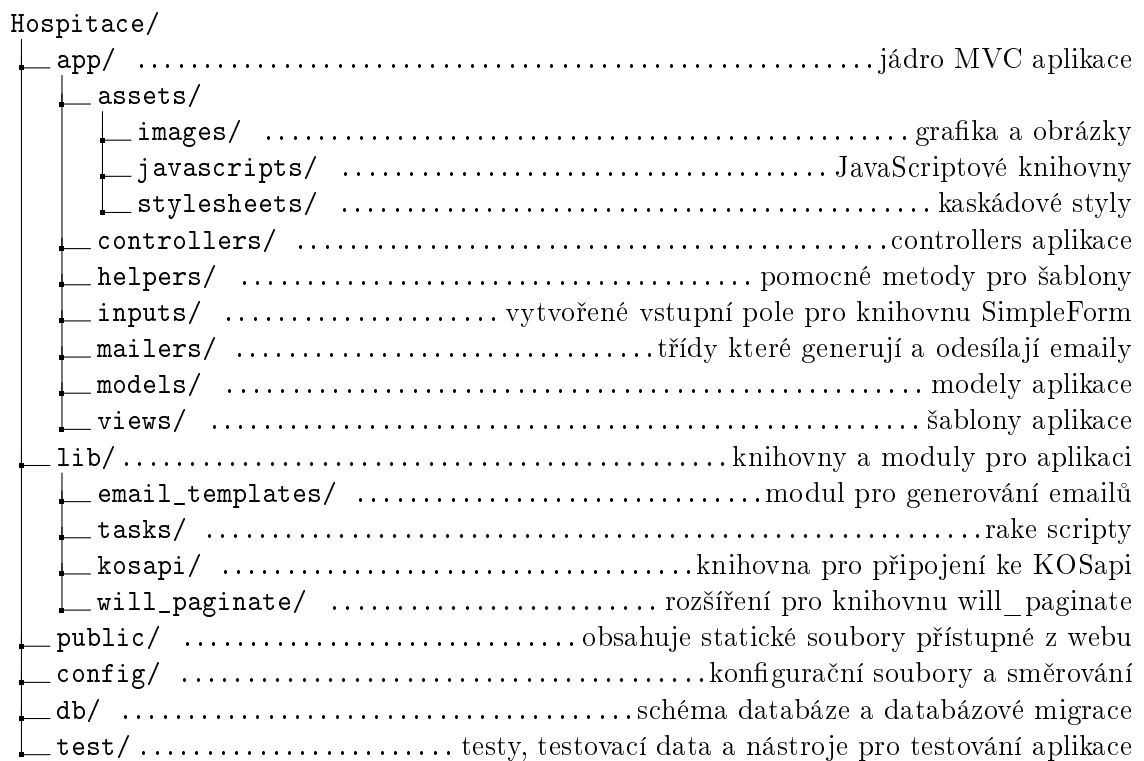 Hospitace/
app/ ........................................................ jádro MVC aplikace
assets/
images/ ................................................. grafika a obrázky
javascripts/ ....................................... JavaScriptové knihovny
stylesheets/ ............................................. kaskádové styly
controllers/ ............................................. controllers aplikace
helpers/ ....................................... pomocné metody pro šablony
inputs/ ..................... vytvořené vstupní pole pro knihovnu SimpleForm
mailers/ ................................ třídy které generují a odesílají emaily
models/ ..................................................... modely aplikace
views/ ...................................................... šablony aplikace
lib/ .............................................. knihovny a moduly pro aplikaci
email_templates/ ............................... modul pro generování emailů
tasks/ ........................................................... rake scripty
kosapi/ .................................... knihovna pro připojení ke KOSapi
will_paginate/ ......................... rozšíření pro knihovnu will_paginate
public/ .............................. obsahuje statické soubory přístupné z webu
config/ ........................................ konfigurační soubory a směrování
db/ ....................................... schéma databáze a databázové migrace
test/ ........................ testy, testovací data a nástroje pro testování aplikace